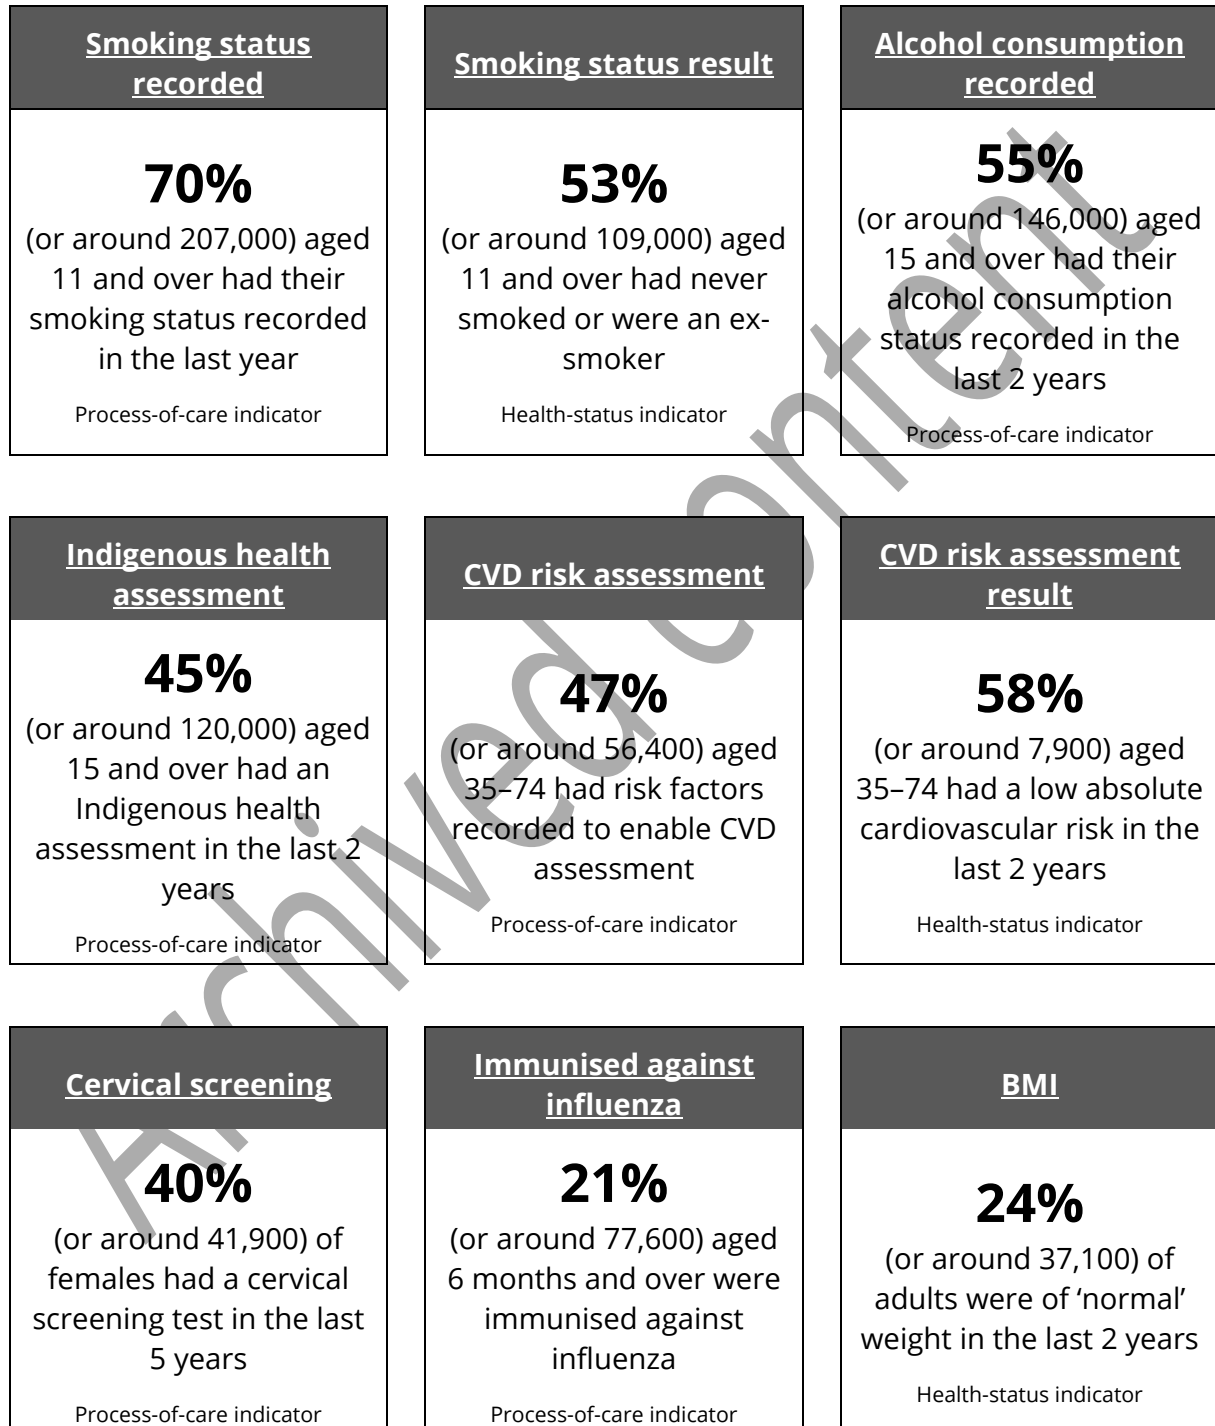 Smoking status
recorded
70%
(or around 207,000) aged
11 and over had their
smoking status recorded
in the last year
Process-of-care indicator
Smoking status result
53%
(or around 109,000) aged
11 and over had never
smoked or were an ex-
smoker
Health-status indicator
Alcohol consumption
recorded
55%
(or around 146,000) aged
15 and over had their
alcohol consumption
status recorded in the
last 2 years
Process-of-care indicator
Indigenous health
assessment
45%
(or around 120,000) aged
15 and over had an
Indigenous health
assessment in the last 2
years
Process-of-care indicator
CVD risk assessment
47%
(or around 56,400) aged
35–74 had risk factors
recorded to enable CVD
assessment
Process-of-care indicator
CVD risk assessment
result
58%
(or around 7,900) aged
35–74 had a low absolute
cardiovascular risk in the
last 2 years
Health-status indicator
Cervical screening
40%
(or around 41,900) of
females had a cervical
screening test in the last
5 years
Process-of-care indicator
Immunised against
influenza
21%
(or around 77,600) aged
6 months and over were
immunised against
influenza
Process-of-care indicator
BMI
24%
(or around 37,100) of
adults were of ‘normal’
weight in the last 2 years
Health-status indicator
Archived content